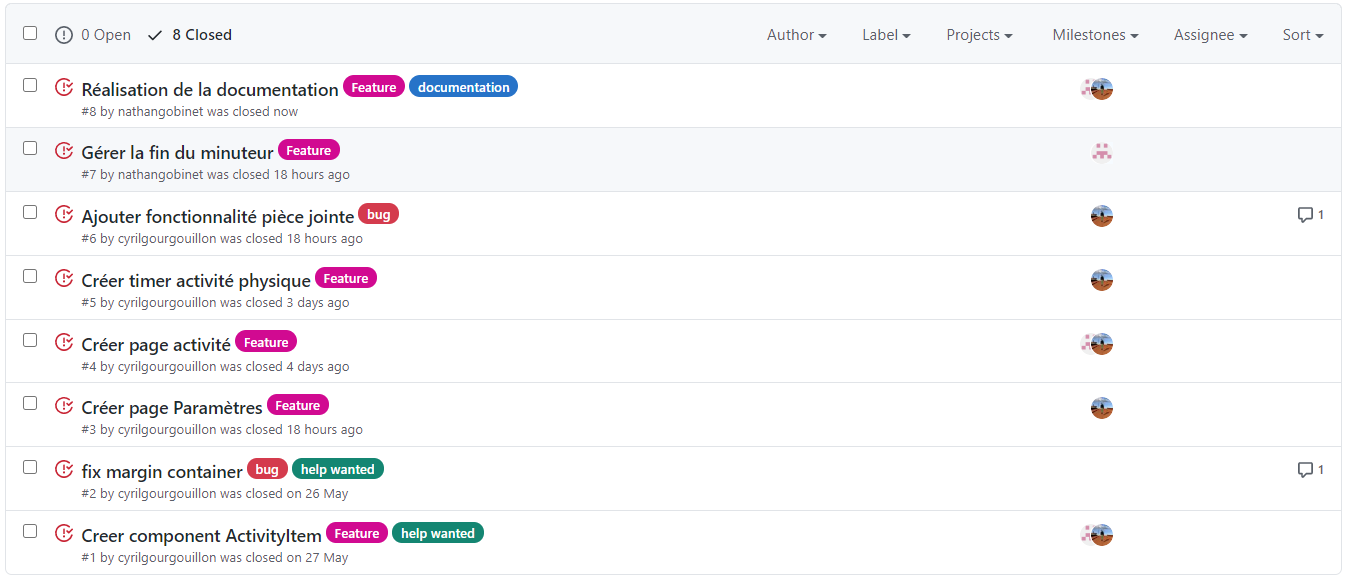 0 Open 8 Closed Author Label Projects Milestones Assignee Sort
Réalisation de la documentation Feature documentation
#8 by nathangobinet was closed now
Gérer la fin du minuteur Feature
#7 by nathangobinet was closed 18 hours ago
Ajouter fonctionnalité pièce jointe bug 1
#6 by cyrilgourgouillon was closed 18 hours ago
Créer timer activité physique Feature
#5 by cyrilgourgouillon was closed 3 days ago
Créer page activité Feature
#4 by cyrilgourgouillon was closed 4 days ago
Créer page Paramètres Feature
#3 by cyrilgourgouillon was closed 18 hours ago
fix margin container bug help wanted 1
#2 by cyrilgourgouillon was closed on 26 May
Creer component ActivityItem Feature help wanted
#1 by cyrilgourgouillon was closed on 27 May